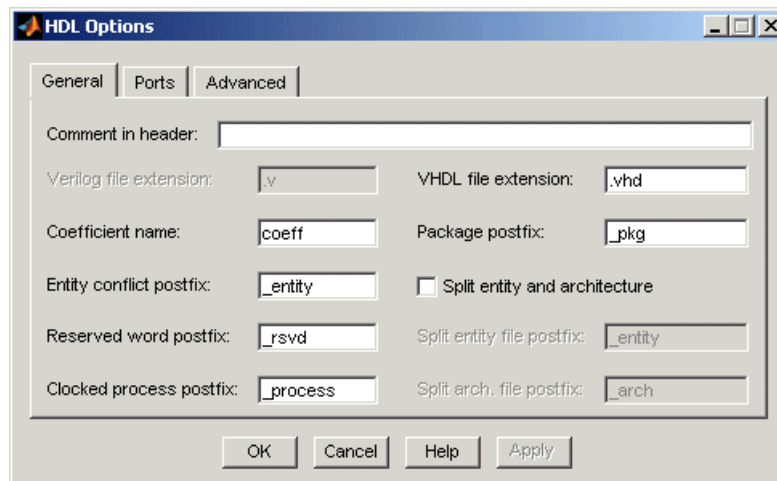 HDL Options
General Ports Advanced
Comment in header:
Verilog file extension: .v VHDL file extension: .vhd
Coefficient name: coeff Package postfix: _pkg
Entity conflict postfix: _entity Split entity and architecture
Reserved word postfix: _rsvd Split entity file postfix: _entity
Clocked process postfix: _process Split arch. file postfix: _arch
OK Cancel Help Apply